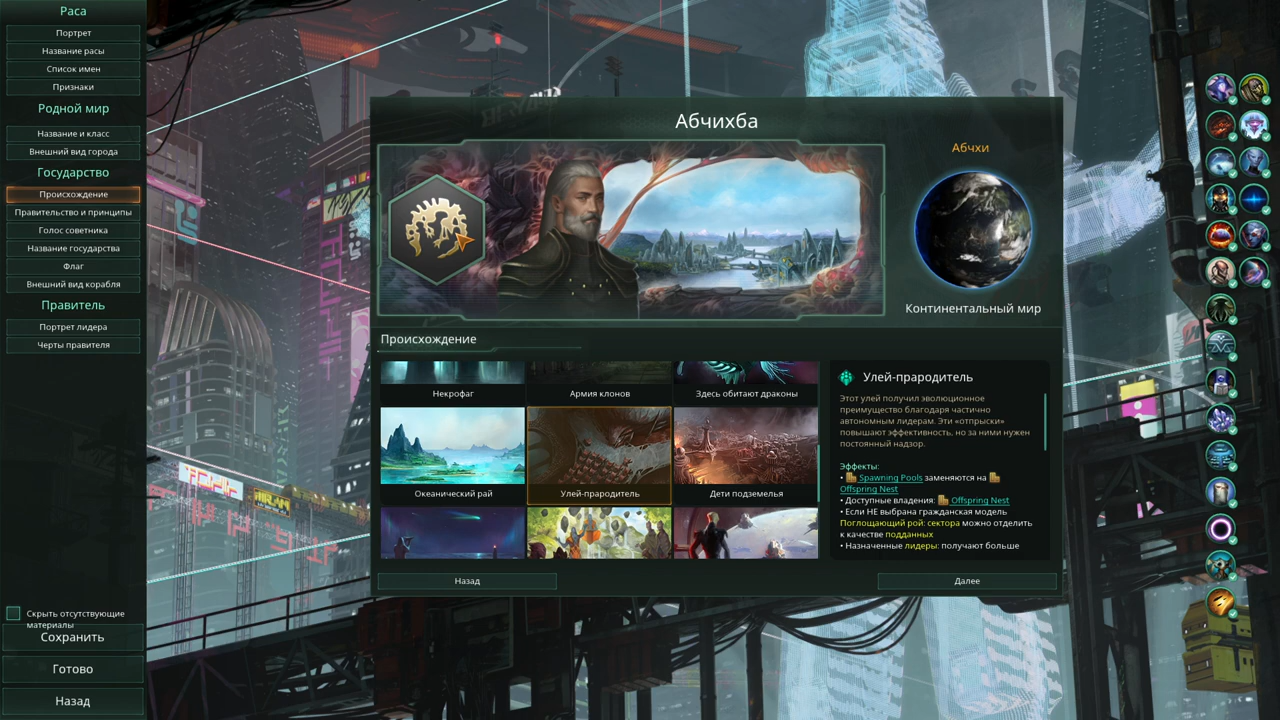 Раса
Портрет
Название расы
Список имен
Признаки
Родной мир
Название и класс
Внешний вид города
Государство
Происхождение
Правительство и принципы
Голос советника
Название государства
Флаг
Внешний вид корабля
Правитель
Портрет лидера
Черты правителя
Скрыть отсутствующие
материалы
Сохранить
Готово
Назад
Абчихба
Абчхи
Континентальный мир
Происхождение
Некрофаг
Армия клонов
Здесь обитают драконы
Океанический рай
Улей-прародитель
Дети подземелья
Улей-прародитель
Этот улей получил эволюционное
преимущество благодаря частично
автономным лидерам. Эти «отпрыски»
повышают эффективность, но за ними нужен
постоянный надзор.
Эффекты:
• Spawning Pools заменяются на
Offspring Nest
• Доступные владения: Offspring Nest
• Если НЕ выбрана гражданская модель
Поглощающий рой: сектора можно отделить
к качестве подданных
• Назначенные лидеры: получают больше
Назад
Далее